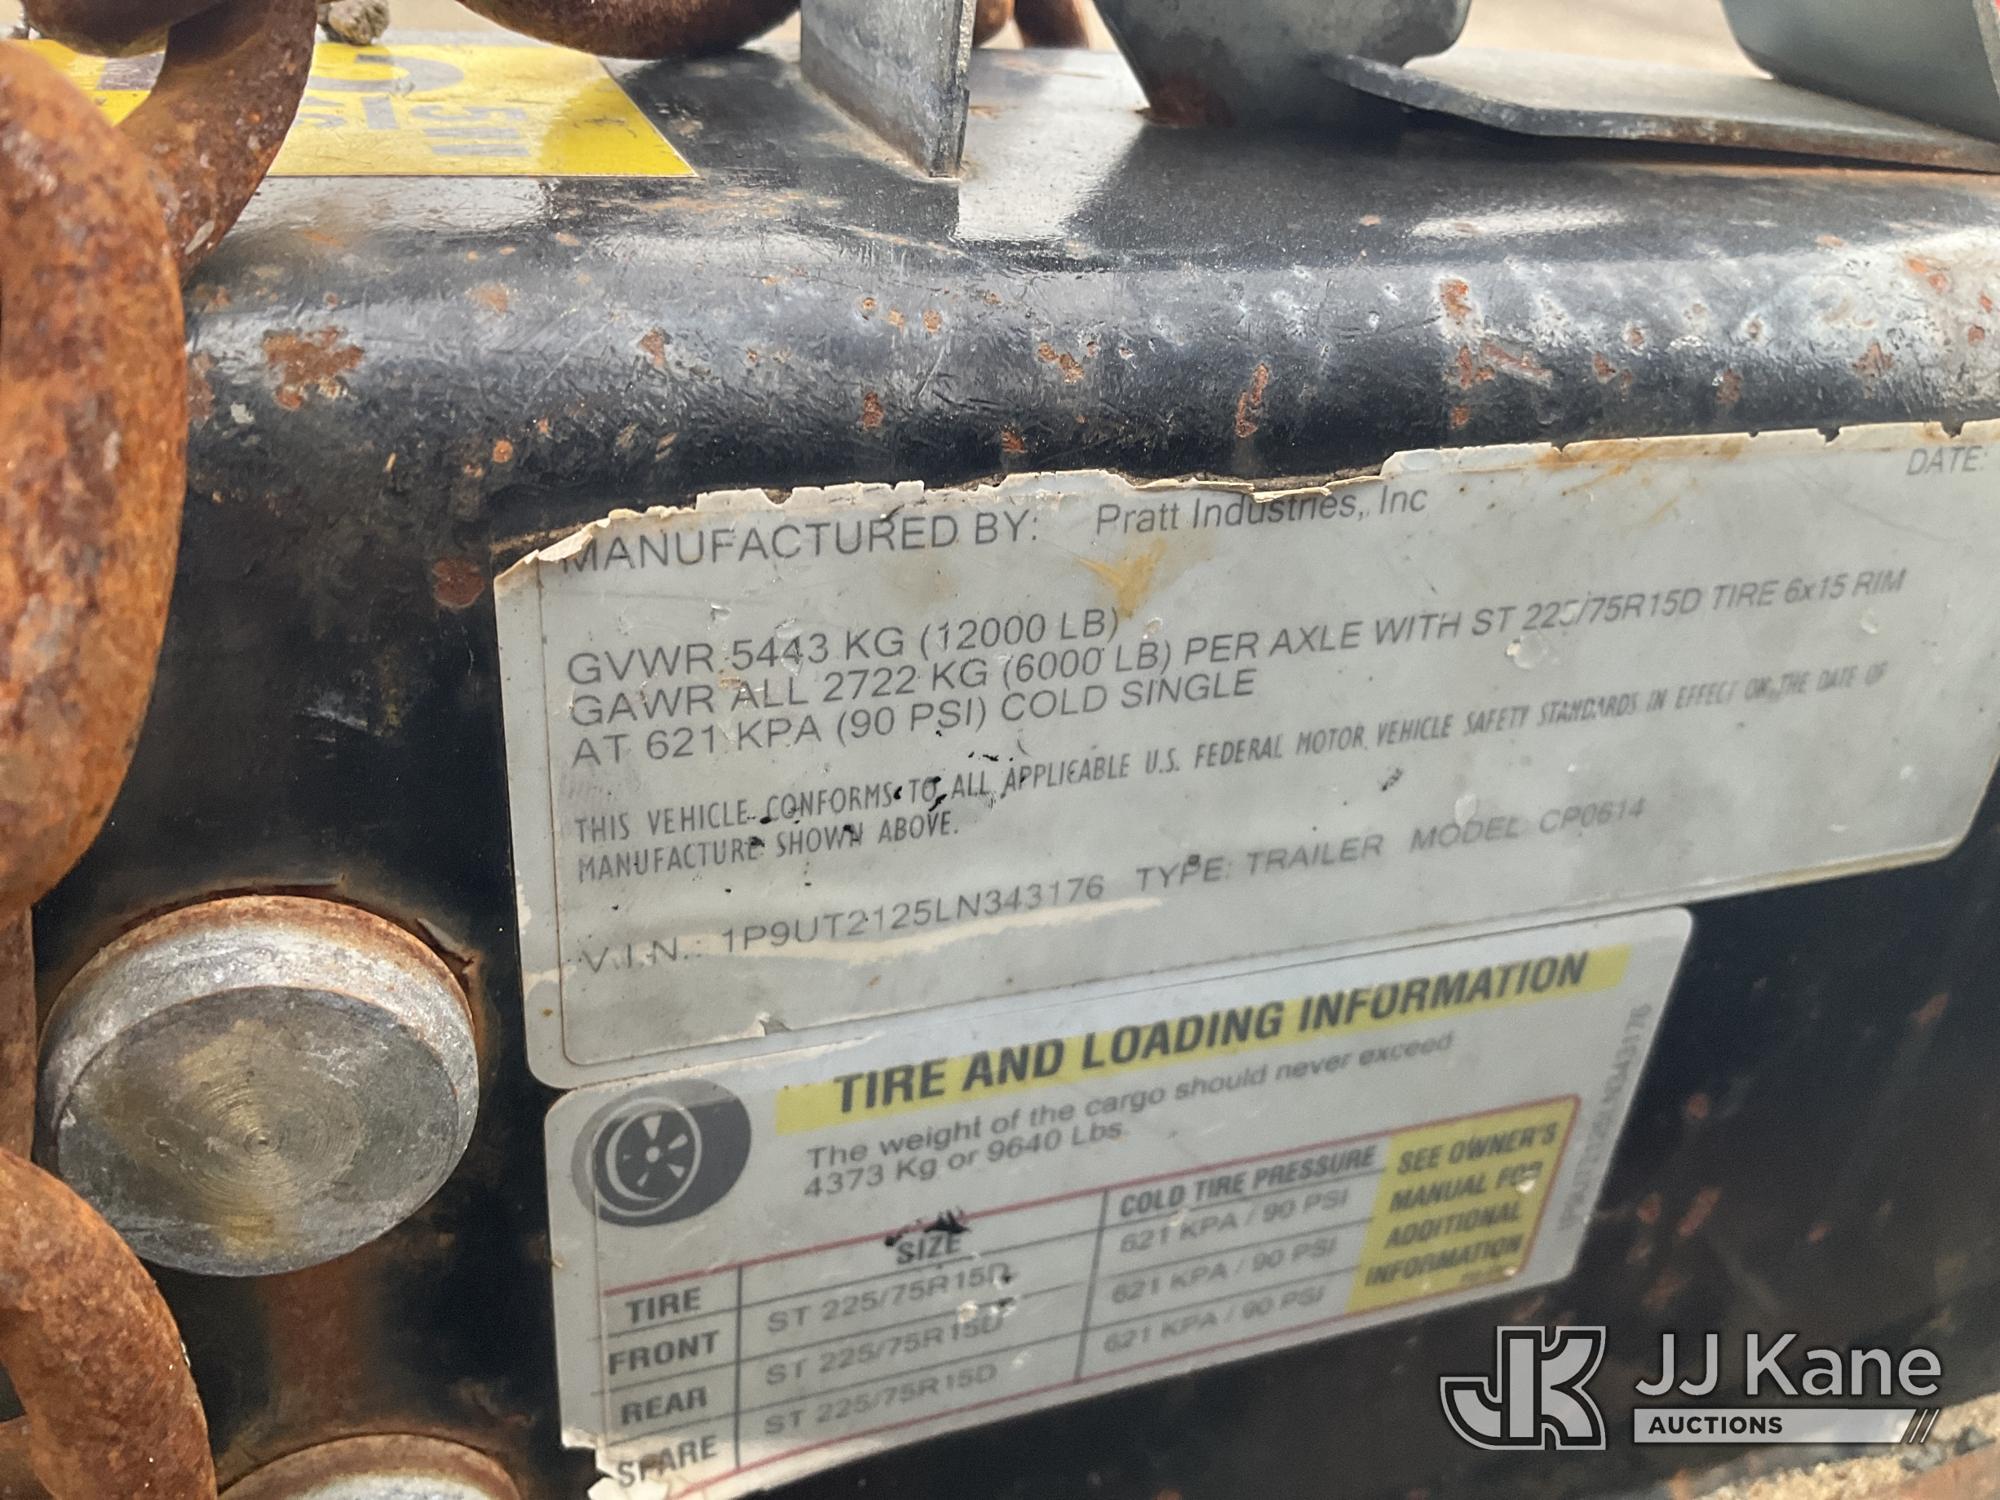 MANUFACTURED BY: Pratt Industries, Inc
DATE:
GVWR 5443 KG (12000 LB)
GAWR ALL 2722 KG (6000 LB) PER AXLE WITH ST 225/75R15D TIRE 6x15 RIM
AT 621 KPA (90 PSI) COLD SINGLE
THIS VEHICLE CONFORMS TO ALL APPLICABLE U.S. FEDERAL MOTOR VEHICLE SAFETY STANDARDS IN EFFECT ON THE DATE OF
MANUFACTURE SHOWN ABOVE.
V.I.N.: 1P9UT2125LN343176 TYPE: TRAILER MODEL CP0614
TIRE AND LOADING INFORMATION
The weight of the cargo should never exceed
4373 Kg or 9640 Lbs.
TIRE SIZE COLD TIRE PRESSURE
FRONT ST 225/75R15D 621 KPA / 90 PSI
REAR ST 225/75R15D 621 KPA / 90 PSI
SPARE ST 225/75R15D 621 KPA / 90 PSI
SEE OWNER'S
MANUAL FOR
ADDITIONAL
INFORMATION
1P9UT2125LN343176
JK JJ Kane
AUCTIONS